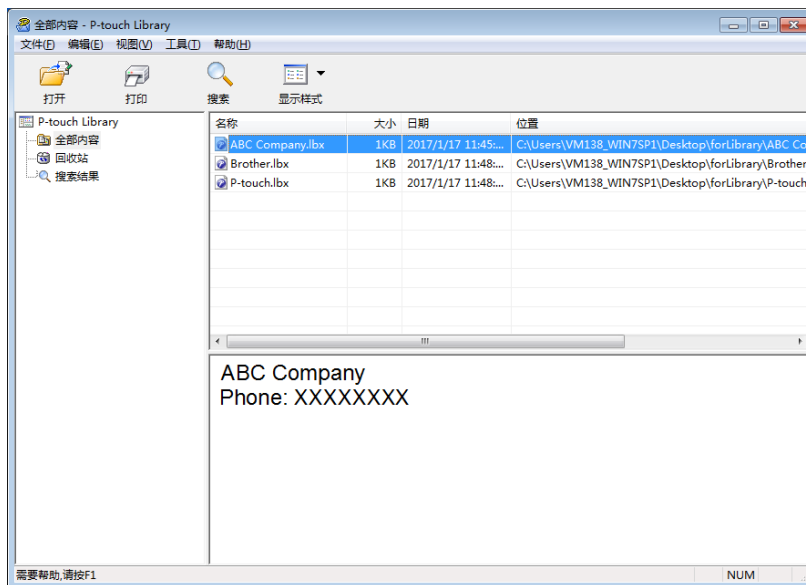 全部内容 - P-touch Library
文件(F) 编辑(E) 视图(V) 工具(T) 帮助(H)
打开 打印 搜索 显示样式
P-touch Library
全部内容
回收站
搜索结果
名称 大小 日期 位置
ABC Company.lbx 1KB 2017/1/17 11:45:... C:\Users\VM138_WIN7SP1\Desktop\forLibrary\ABC Co
Brother.lbx 1KB 2017/1/17 11:48:... C:\Users\VM138_WIN7SP1\Desktop\forLibrary\Brother
P-touch.lbx 1KB 2017/1/17 11:48:... C:\Users\VM138_WIN7SP1\Desktop\forLibrary\P-touch
ABC Company
Phone: XXXXXXXX
需要帮助,请按F1 NUM